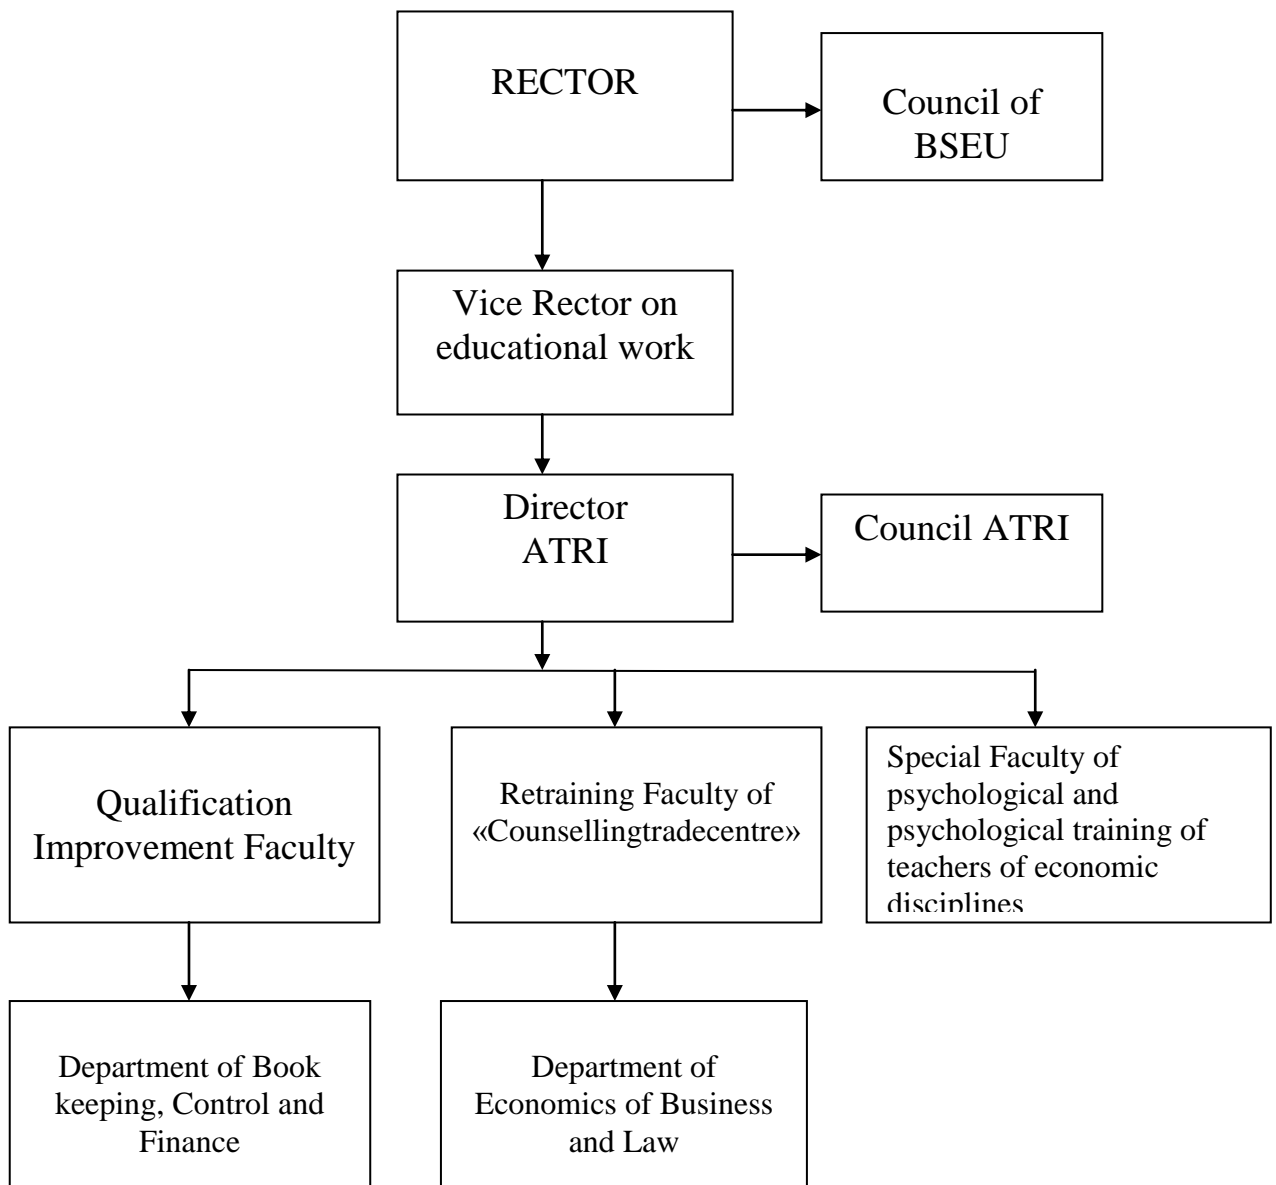 RECTOR
Council of
BSEU
Vice Rector on
educational work
Director
ATRI
Council ATRI
Qualification
Improvement Faculty
Retraining Faculty of
«Counsellingtradecentre»
Special Faculty of
psychological and
psychological training of
teachers of economic
disciplines
Department of Book
keeping, Control and
Finance
Department of
Economics of Business
and Law